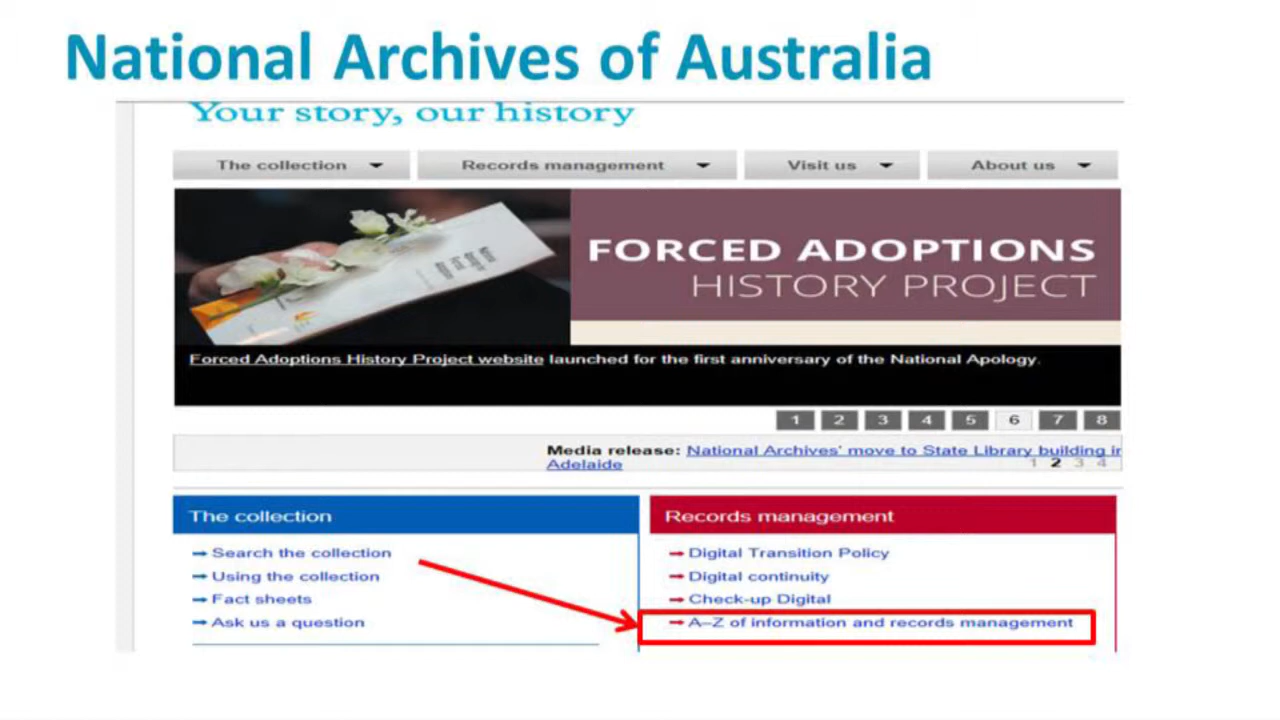 National Archives of Australia
Your story, our history
The collection
Records management
Visit us
About us
FORCED ADOPTIONS
HISTORY PROJECT
Forced Adoptions History Project website launched for the first anniversary of the National Apology.
1 2 3 4 5 6 7 8
Media release: National Archives' move to State Library building in
Adelaide
1 2 3 4
The collection
Search the collection
Using the collection
Fact sheets
Ask us a question
Records management
Digital Transition Policy
Digital continuity
Check-up Digital
A–Z of information and records management